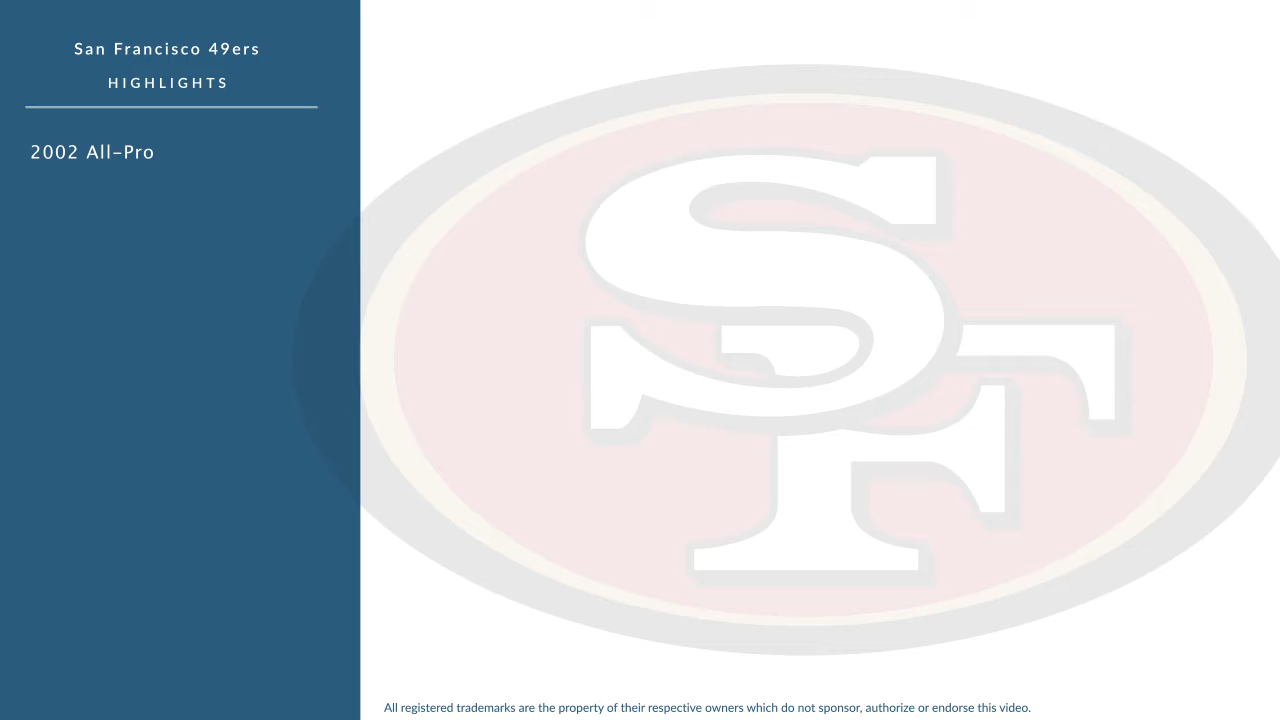 San Francisco 49ers
HIGHLIGHTS
2002 All-Pro
SF
All registered trademarks are the property of their respective owners which do not sponsor, authorize or endorse this video.